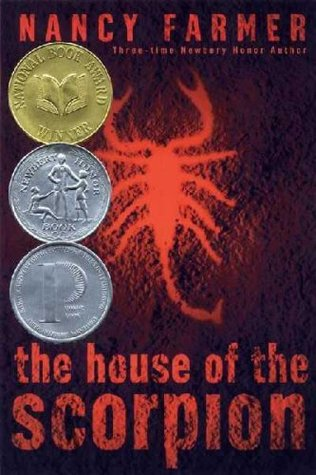 NANCY FARMER
Three-time Newbery Honor Author
NATIONAL BOOK AWARD
WINNER
NEWBERY HONOR
BOOK
P
the house of the
scorpion